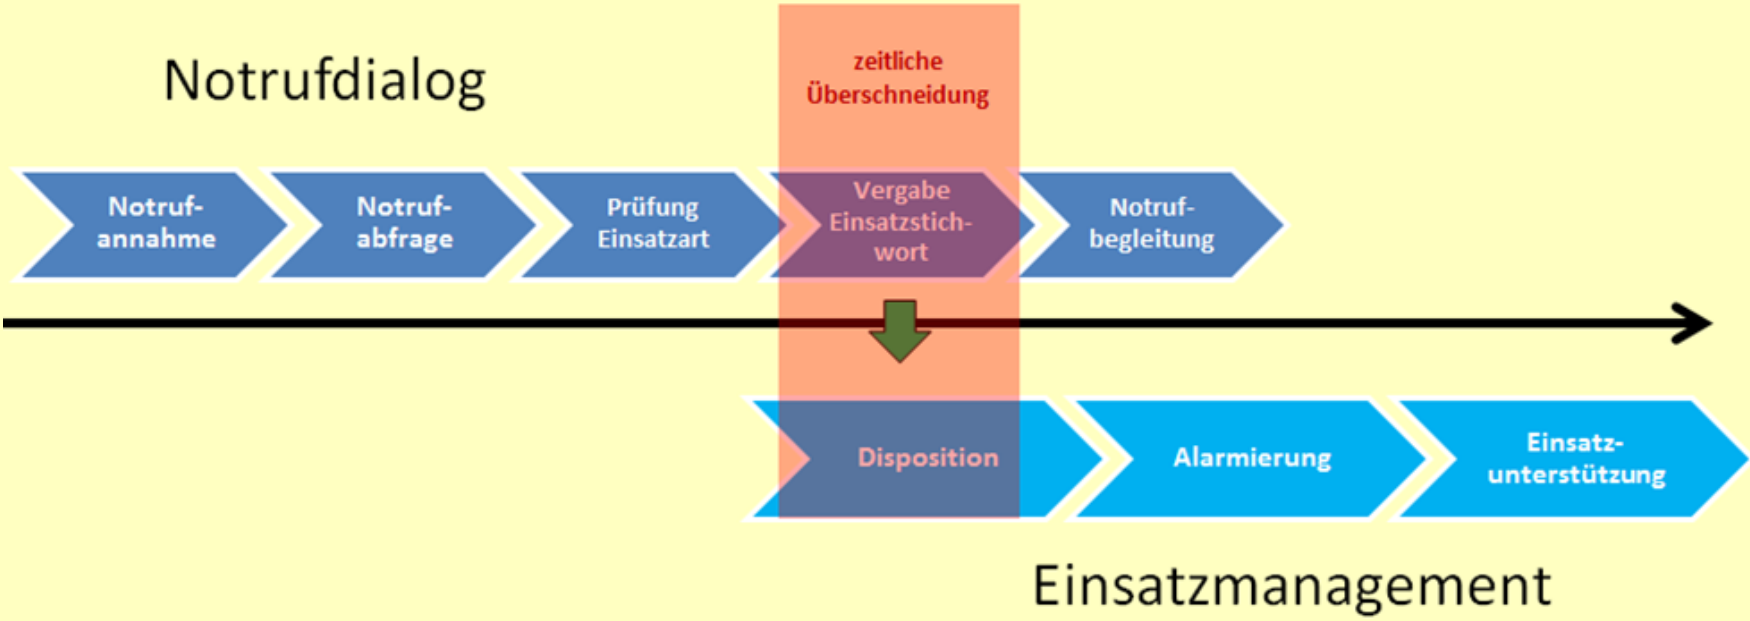 Notrufdialog
zeitliche
Überschneidung
Notruf-
annahme
Notruf-
abfrage
Prüfung
Einsatzart
Vergabe
Einsatzstich-
wort
Notruf-
begleitung
Disposition
Alarmierung
Einsatz-
unterstützung
Einsatzmanagement